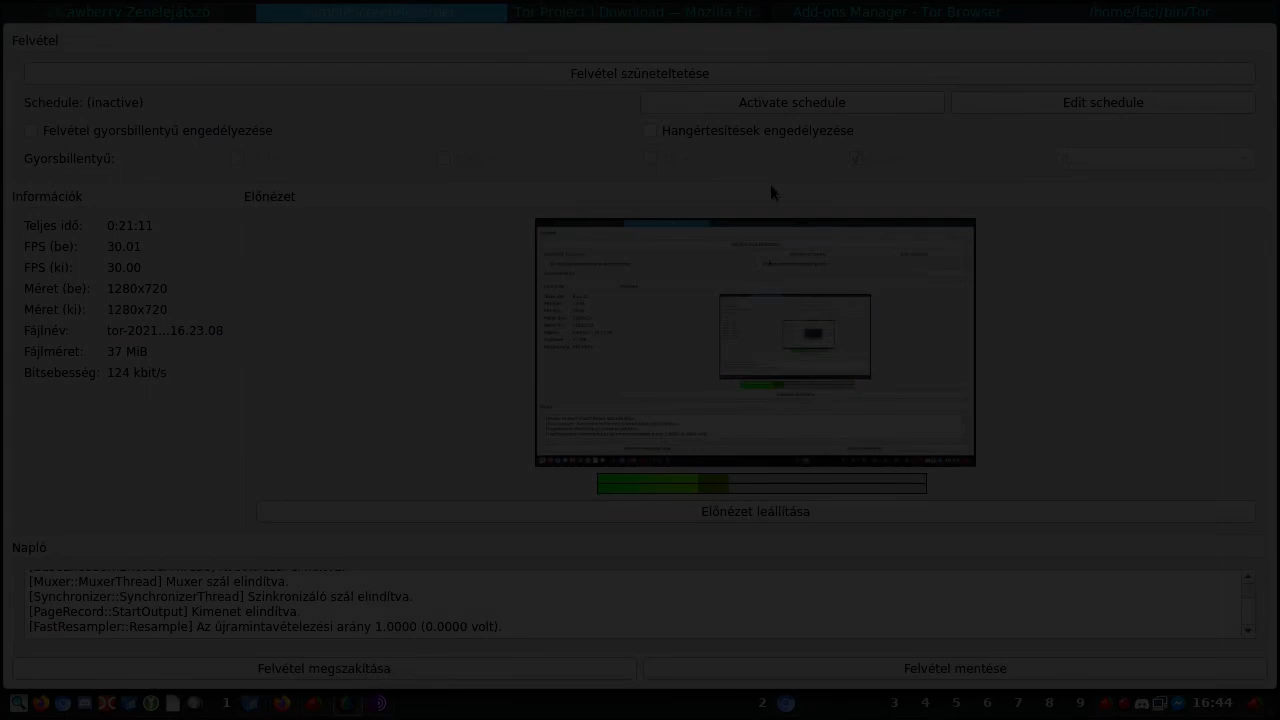 rawberry Zenelejátszó
Tor Project | Download — Mozilla Fir
Add-ons Manager - Tor Browser
/home/laci/bin/Tor
Felvétel
Felvétel szüneteltetése
Schedule: (inactive)
Activate schedule
Edit schedule
Felvétel gyorsbillentyű engedélyezése
Hangértesítések engedélyezése
Gyorsbillentyű:
Információk
Előnézet
Teljes idő: 0:21:11
FPS (be): 30.01
FPS (ki): 30.00
Méret (be): 1280x720
Méret (ki): 1280x720
Fájlnév: tor-2021...16.23.08
Fájlméret: 37 MiB
Bitsebesség: 124 kbit/s
Előnézet leállítása
Napló
[Muxer::MuxerThread] Muxer szál elindítva.
[Synchronizer::SynchronizerThread] Szinkronizáló szál elindítva.
[PageRecord::StartOutput] Kimenet elindítva.
[FastResampler::Resample] Az újramintavételezési arány 1.0000 (0.0000 volt).
Felvétel megszakítása
Felvétel mentése
1 2 3 4 5 6 7 8 9 16:44